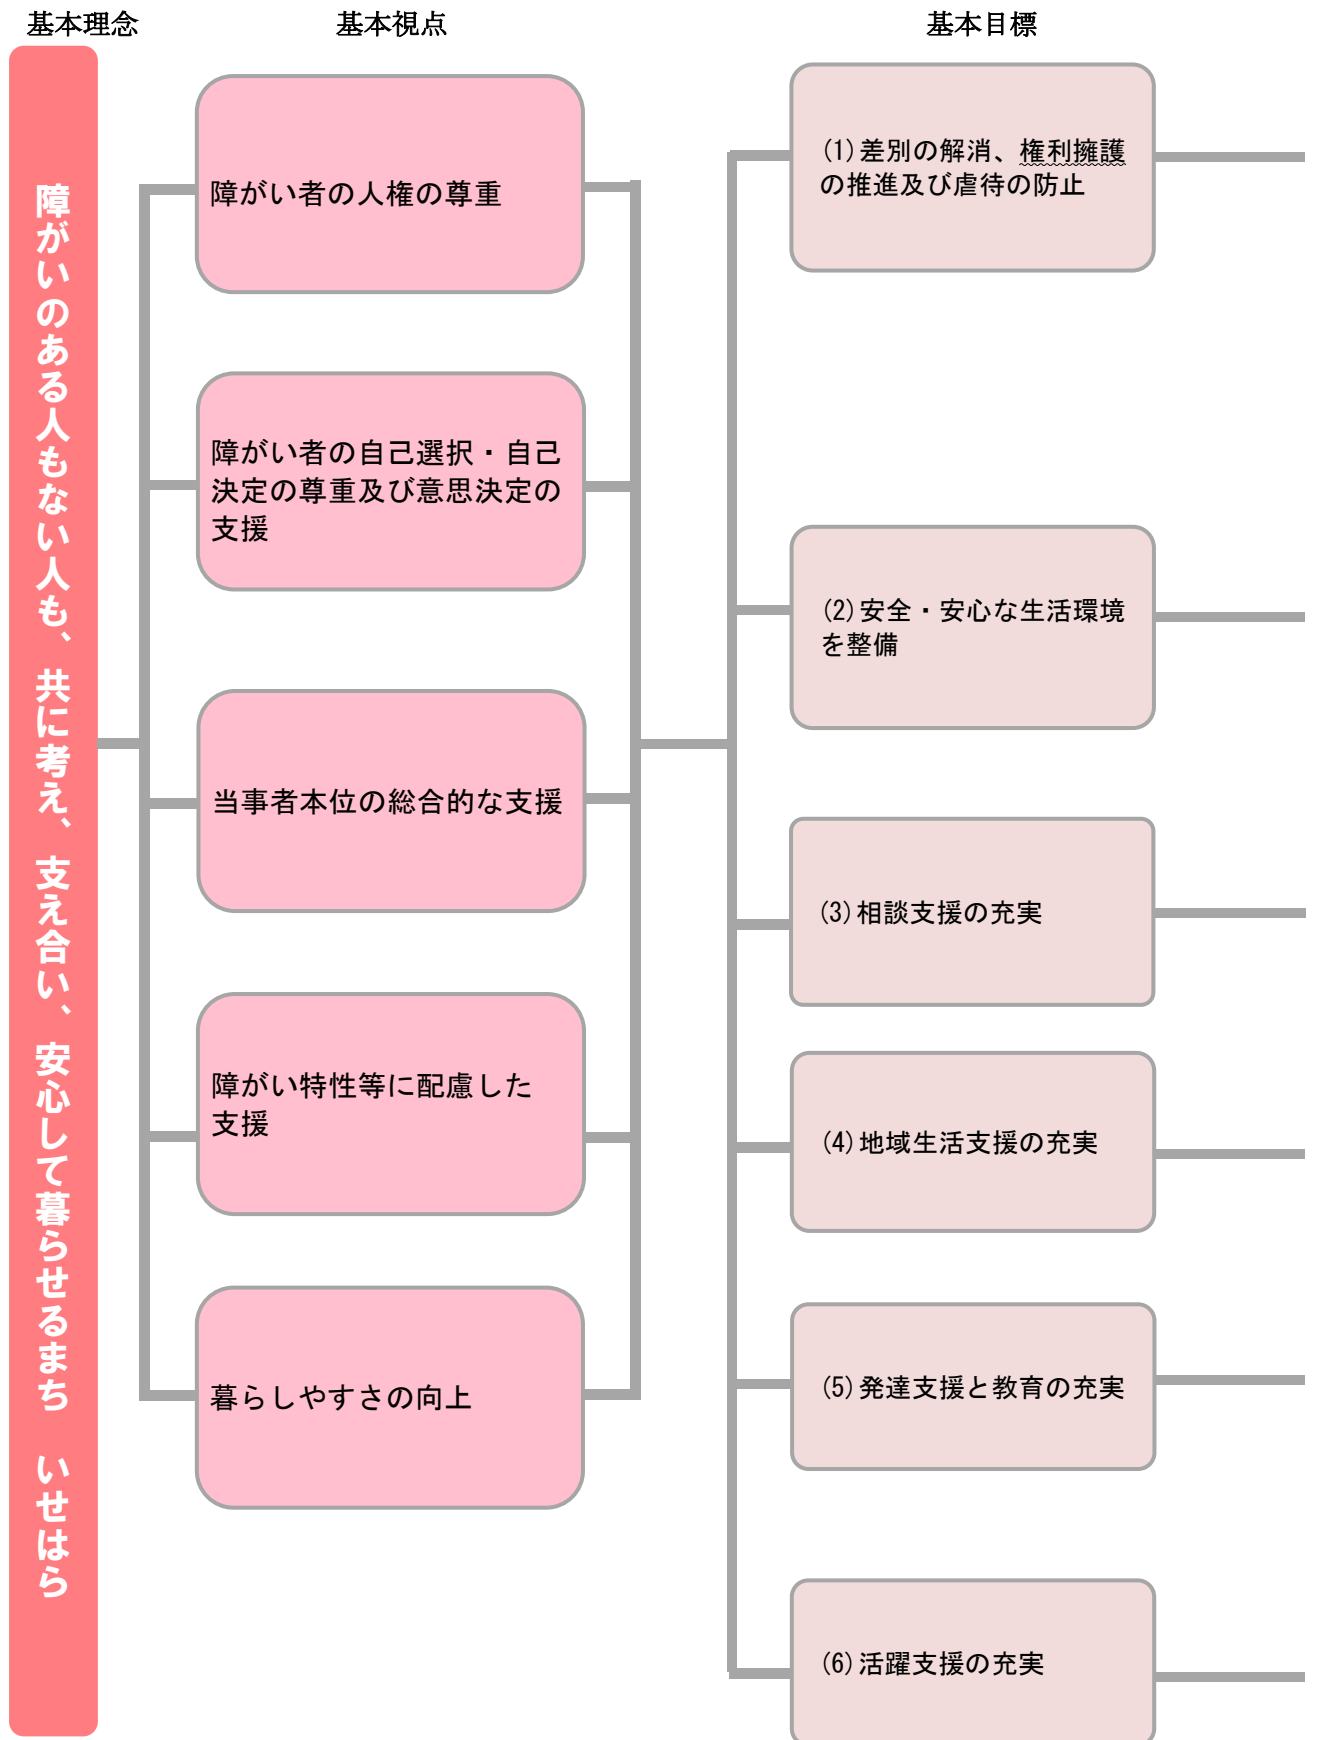 基本理念
基本視点
基本目標
障がいのある人もない人も、共に考え、支え合い、安心して暮らせるまち　いせはら
障がい者の人権の尊重
障がい者の自己選択・自己
決定の尊重及び意思決定の
支援
当事者本位の総合的な支援
障がい特性等に配慮した
支援
暮らしやすさの向上
(1)差別の解消、権利擁護
の推進及び虐待の防止
(2)安全・安心な生活環境
を整備
(3)相談支援の充実
(4)地域生活支援の充実
(5)発達支援と教育の充実
(6)活躍支援の充実